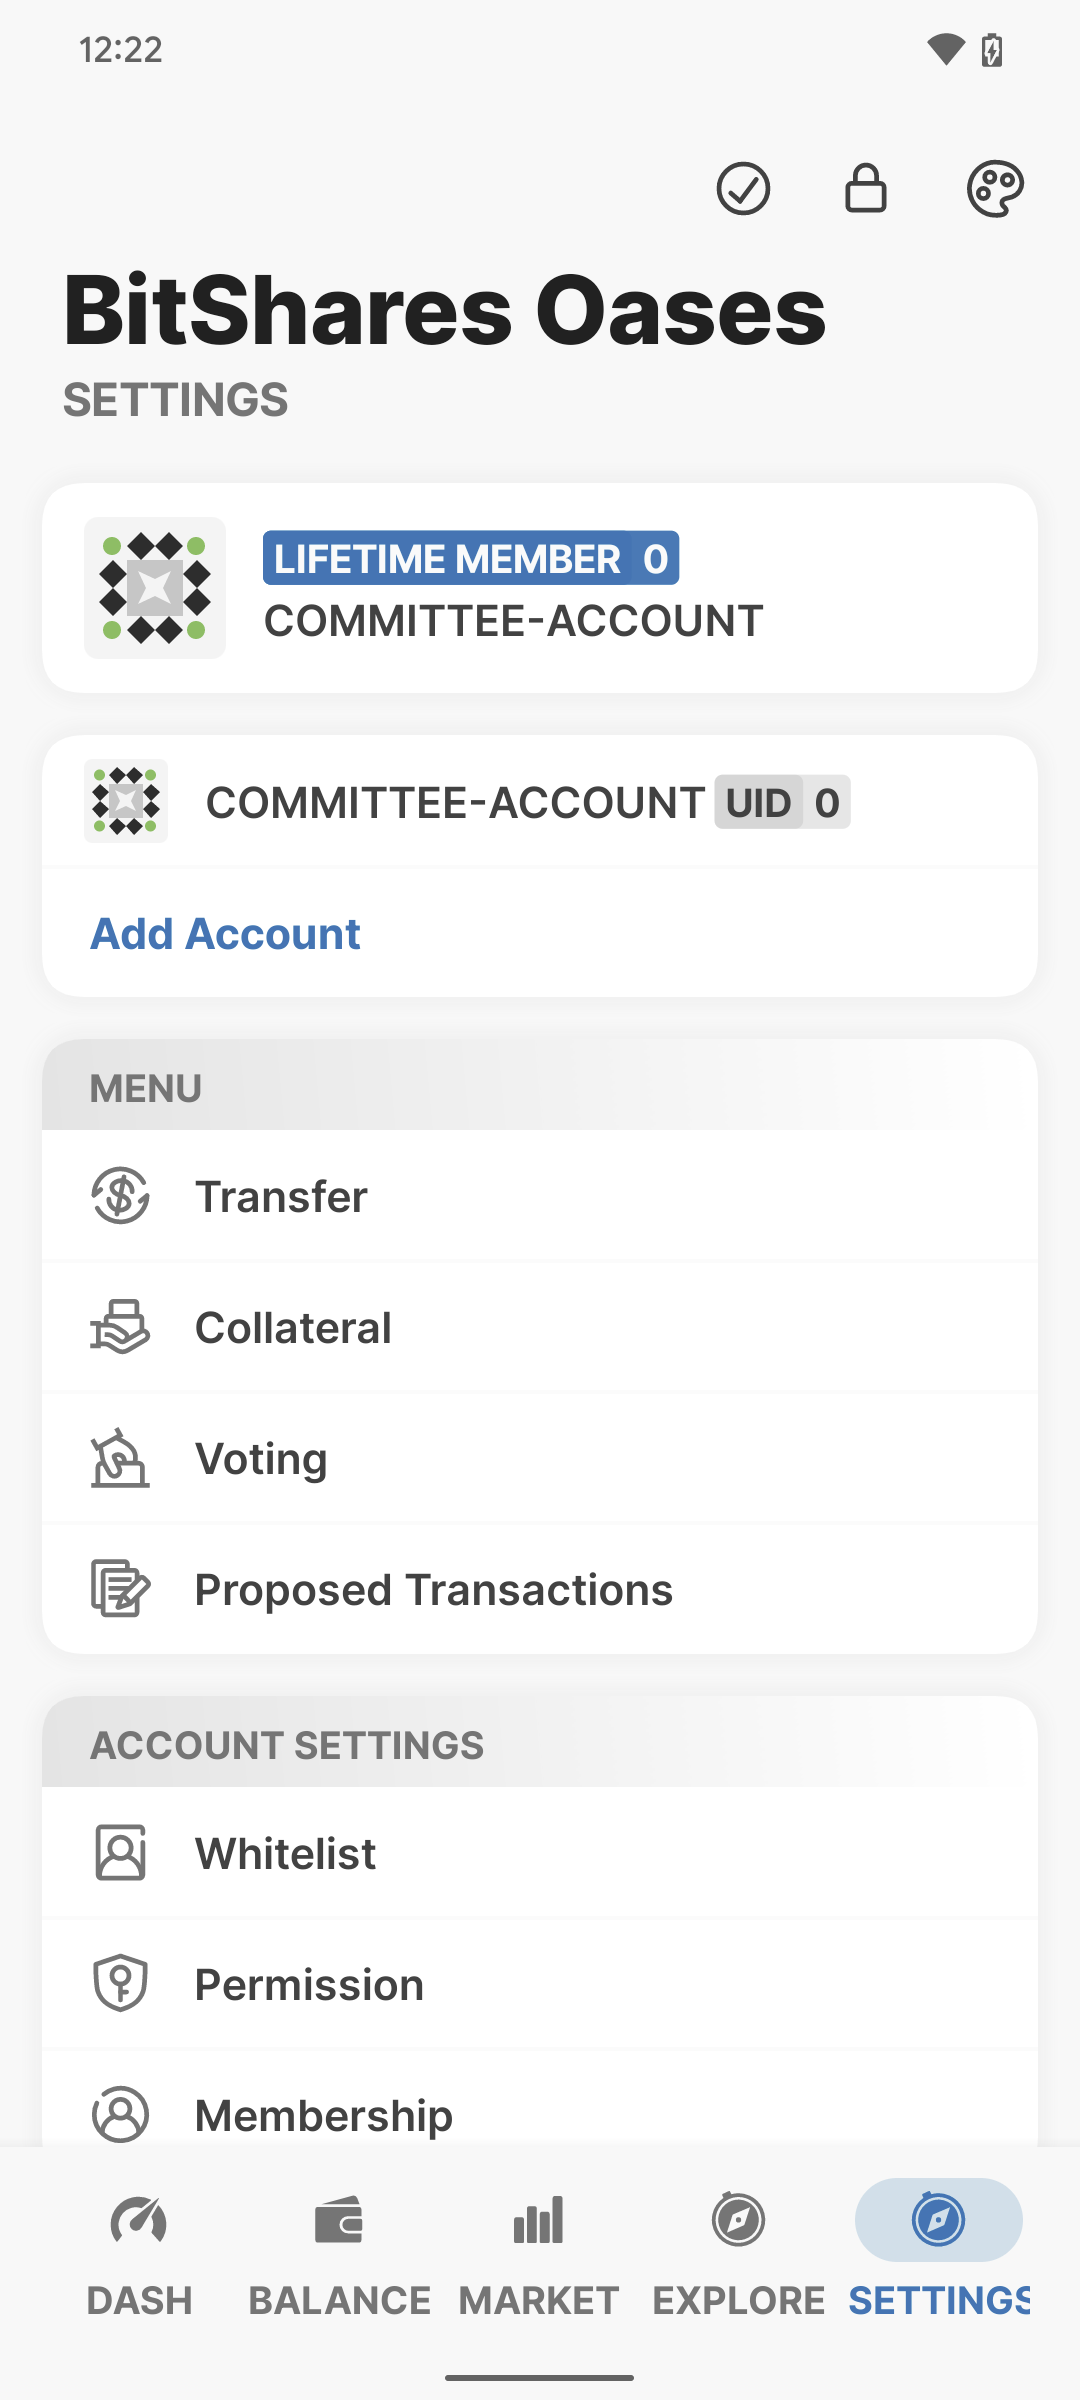 12:22
BitShares Oases
SETTINGS
LIFETIME MEMBER 0
COMMITTEE-ACCOUNT
COMMITTEE-ACCOUNT UID 0
Add Account
MENU
Transfer
Collateral
Voting
Proposed Transactions
ACCOUNT SETTINGS
Whitelist
Permission
Membership
DASH BALANCE MARKET EXPLORE SETTINGS